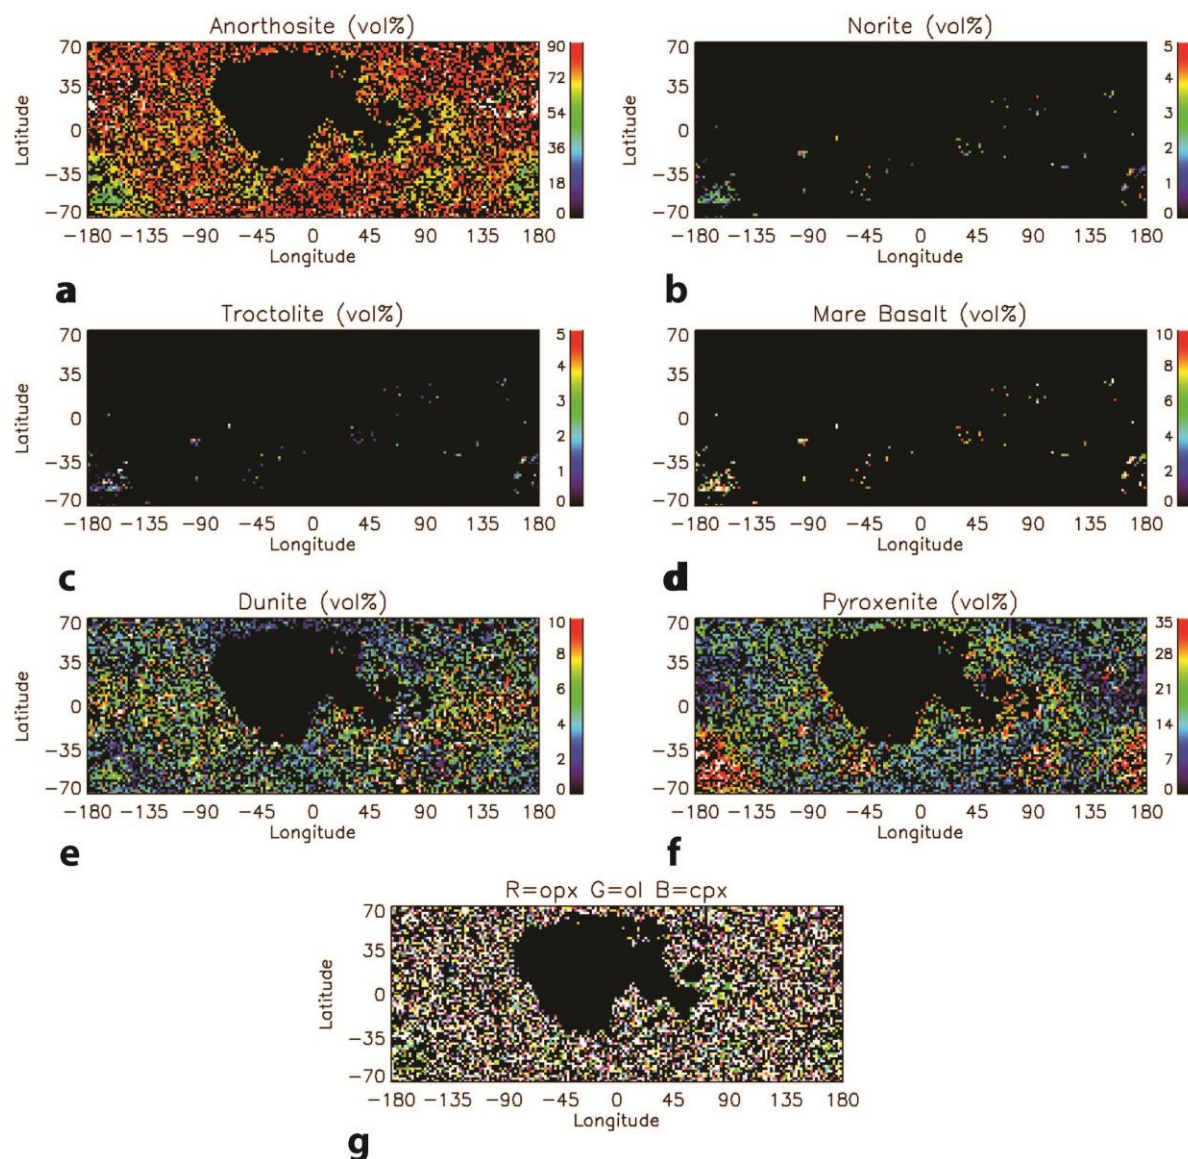 Anorthosite (vol%) Norite (vol%)
70 90 70 5
35 72 35 4
Latitude 0 54 Latitude 0 3
36 2
-35 18 -35 1
-70 0 -70 0
-180 -135 -90 -45 0 45 90 135 180 -180 -135 -90 -45 0 45 90 135 180
Longitude Longitude
a b
Troctolite (vol%) Mare Basalt (vol%)
70 5 70 10
35 4 35 8
Latitude 0 3 Latitude 0 6
2 4
-35 1 -35 2
-70 0 -70 0
-180 -135 -90 -45 0 45 90 135 180 -180 -135 -90 -45 0 45 90 135 180
Longitude Longitude
c d
Dunite (vol%) Pyroxenite (vol%)
70 10 70 35
35 8 35 28
Latitude 0 6 Latitude 0 21
4 14
-35 2 -35 7
-70 0 -70 0
-180 -135 -90 -45 0 45 90 135 180 -180 -135 -90 -45 0 45 90 135 180
Longitude Longitude
e f
R=opx G=ol B=cpx
70
35
Latitude 0
-35
-70
-180 -135 -90 -45 0 45 90 135 180
Longitude
g